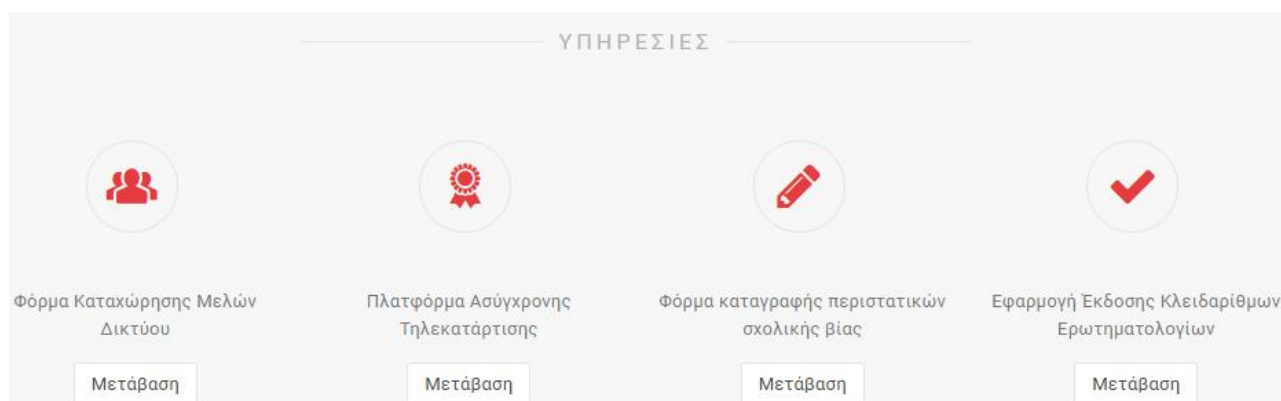 ΥΠΗΡΕΣΙΕΣ
Φόρμα Καταχώρησης Μελών
Δικτύου
Μετάβαση
Πλατφόρμα Ασύγχρονης
Τηλεκατάρτισης
Μετάβαση
Φόρμα καταγραφής περιστατικών
σχολικής βίας
Μετάβαση
Εφαρμογή Έκδοσης Κλειδαρίθμων
Ερωτηματολογίων
Μετάβαση